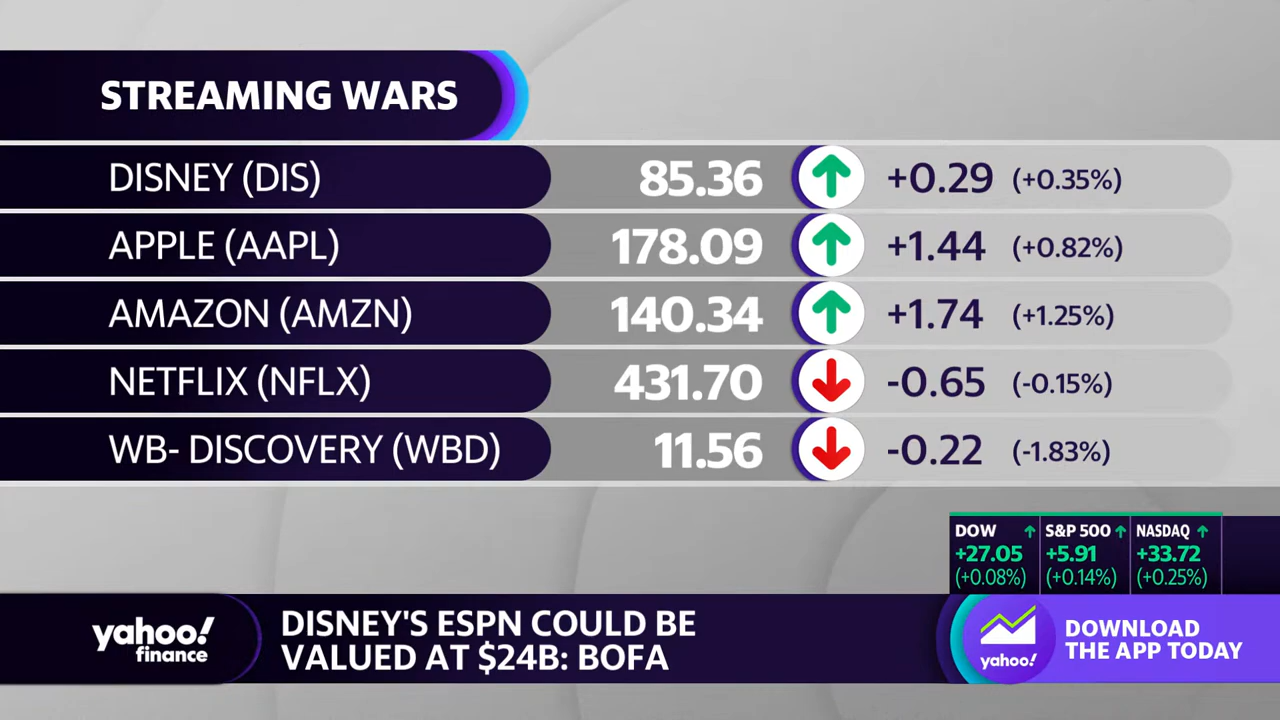 STREAMING WARS
DISNEY (DIS) 85.36 +0.29 (+0.35%)
APPLE (AAPL) 178.09 +1.44 (+0.82%)
AMAZON (AMZN) 140.34 +1.74 (+1.25%)
NETFLIX (NFLX) 431.70 -0.65 (-0.15%)
WB- DISCOVERY (WBD) 11.56 -0.22 (-1.83%)
DOW S&P 500 NASDAQ
+27.05 +5.91 +33.72
(+0.08%) (+0.14%) (+0.25%)
yahoo!
finance
DISNEY'S ESPN COULD BE
VALUED AT $24B: BOFA
yahoo!
DOWNLOAD
THE APP TODAY